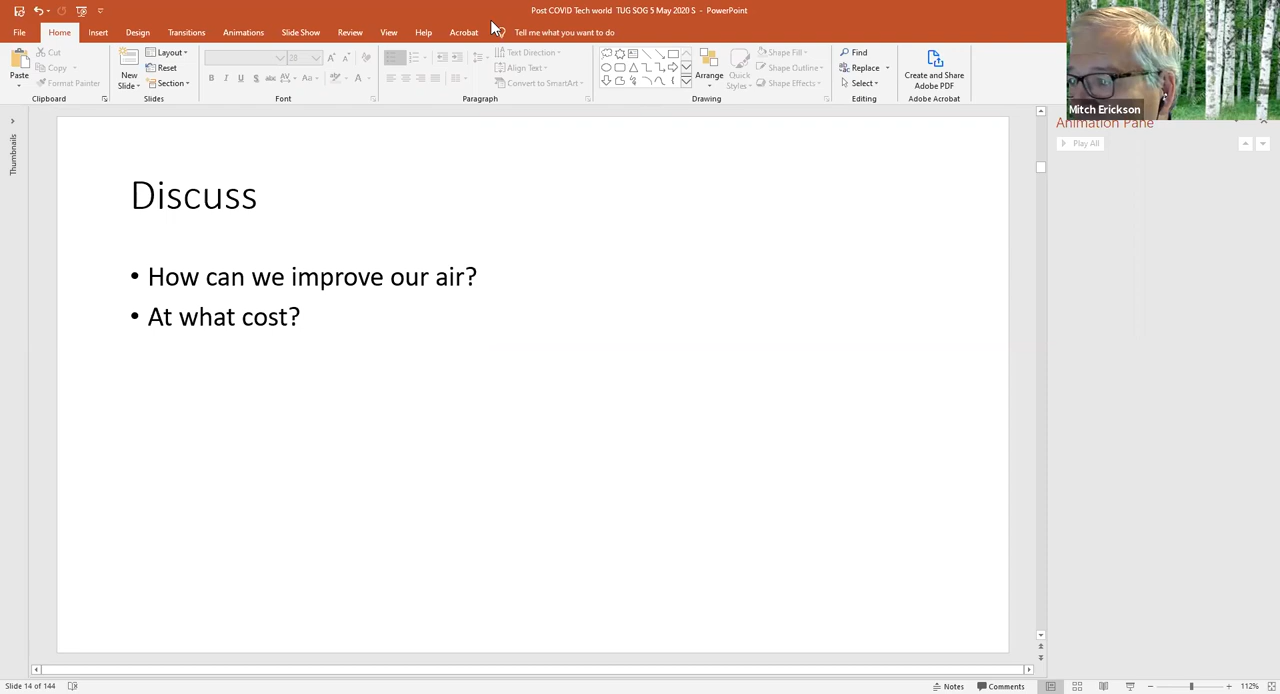 Post COVID Tech world  TUG SOG 5 May 2020 S  -  PowerPoint
File Home Insert Design Transitions Animations Slide Show Review View Help Acrobat Tell me what you want to do
Paste
Cut
Copy
Format Painter
Clipboard
New
Slide
Layout
Reset
Section
Slides
28
B I U S abc AV Aa A
Font
Text Direction
Align Text
Convert to SmartArt
Paragraph
Arrange
Quick
Styles
Shape Fill
Shape Outline
Shape Effects
Drawing
Find
Replace
Select
Editing
Create and Share
Adobe PDF
Adobe Acrobat
Mitch Erickson
Animation Pane
Play All
Thumbnails
Discuss
• How can we improve our air?
• At what cost?
Slide 14 of 144
Notes
Comments
112%